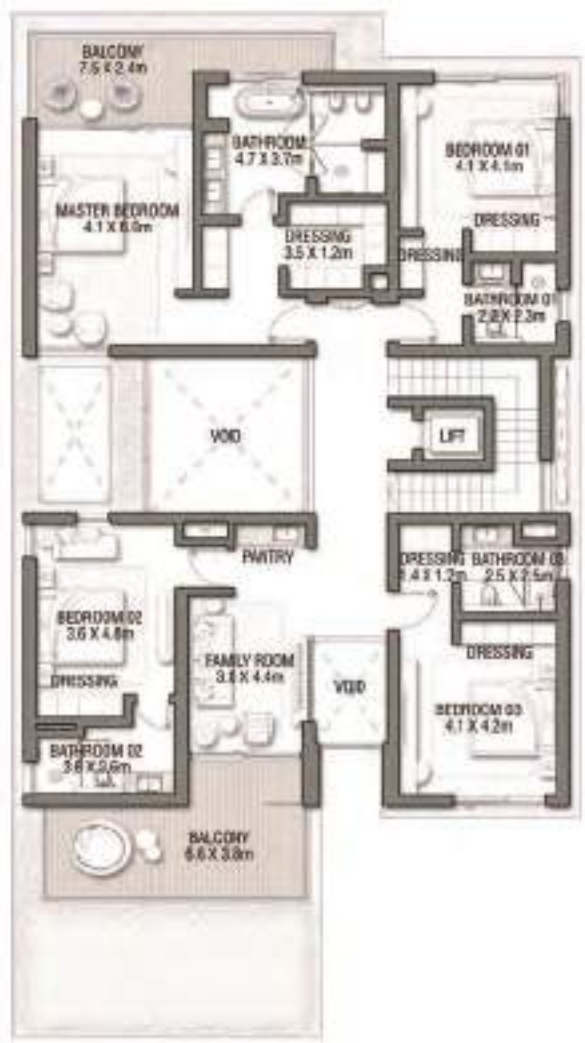 BALCONY
7.5 X 2.4m
BATHROOM
4.7 X 3.7m
BEDROOM 01
4.1 X 4.1m
MASTER BEDROOM
4.1 X 6.0m
DRESSING
DRESSING
3.5 X 1.2m
DRESSING
BATHROOM 01
2.3m
VOID
LIFT
PANTRY
DRESSING
1.4 X 1.2m
BATHROOM 03
2.5 X 2.5m
BEDROOM 02
3.6 X 4.8m
DRESSING
FAMILY ROOM
3.8 X 4.4m
VOID
DRESSING
BEDROOM 03
4.1 X 4.2m
BATHROOM 02
BALCONY
6.6 X 3.8m